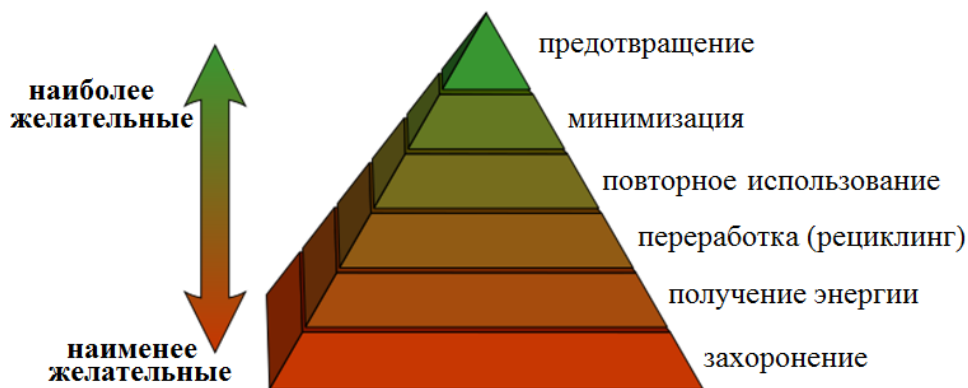 предотвращение
наиболее
желательные
минимизация
повторное использование
переработка (рециклинг)
получение энергии
наименее
желательные
захоронение